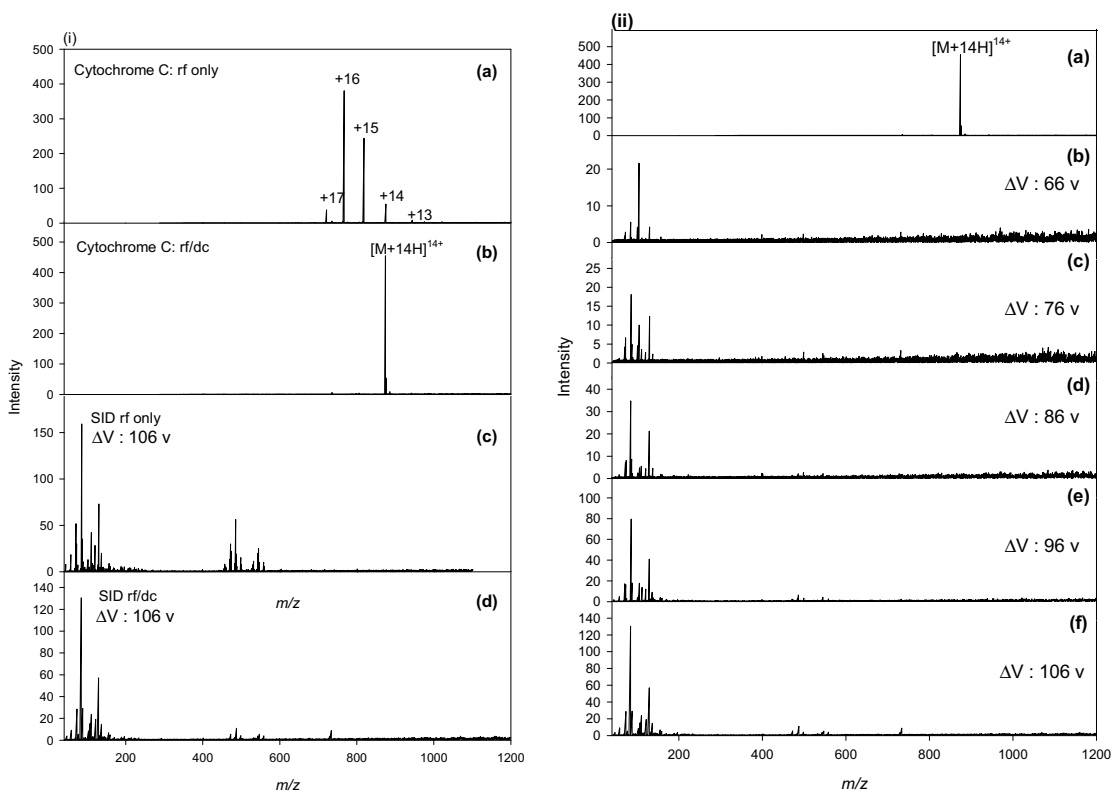 (i)
500
400
300
200
100
0
Cytochrome C: rf only
(a)
+16
+15
+17
+14
+13
500
400
300
200
100
0
Cytochrome C: rf/dc
[M+14H]14+
(b)
Intensity
150
100
50
0
SID rf only
ΔV : 106 v
(c)
m/z
140
120
100
80
60
40
20
0
SID rf/dc
ΔV : 106 v
(d)
200 400 600 800 1000 1200
m/z
(ii)
500
400
300
200
100
0
[M+14H]14+
(a)
20
10
0
(b)
ΔV : 66 v
25
20
15
10
5
0
(c)
ΔV : 76 v
Intensity
40
30
20
10
0
(d)
ΔV : 86 v
100
80
60
40
20
0
(e)
ΔV : 96 v
140
120
100
80
60
40
20
0
(f)
ΔV : 106 v
200 400 600 800 1000 1200
m/z